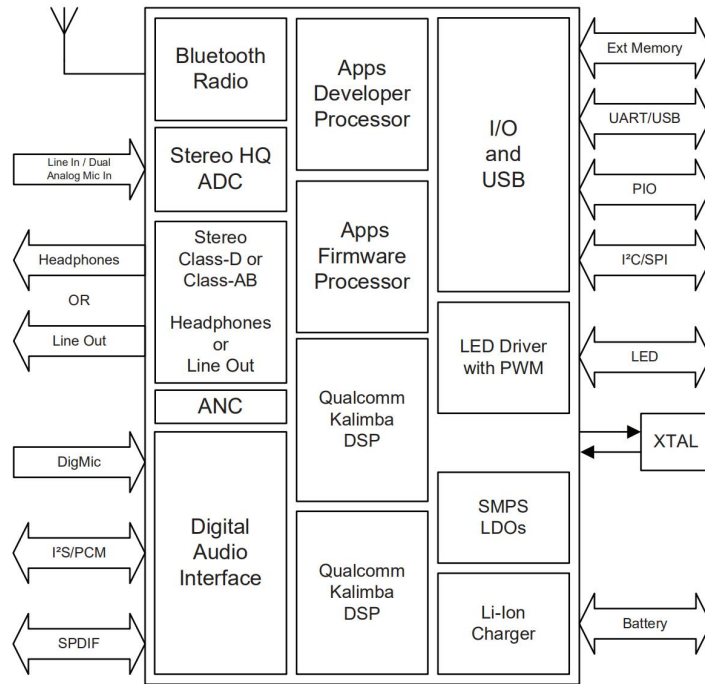 Bluetooth
Radio
Apps
Developer
Processor
I/O
and
USB
Ext Memory
UART/USB
PIO
I²C/SPI
Line In / Dual
Analog Mic In
Stereo HQ
ADC
Headphones
OR
Line Out
Stereo
Class-D or
Class-AB
Headphones
or
Line Out
Apps
Firmware
Processor
LED Driver
with PWM
LED
ANC
Qualcomm
Kalimba
DSP
XTAL
DigMic
I²S/PCM
SPDIF
Digital
Audio
Interface
Qualcomm
Kalimba
DSP
SMPS
LDOs
Li-Ion
Charger
Battery